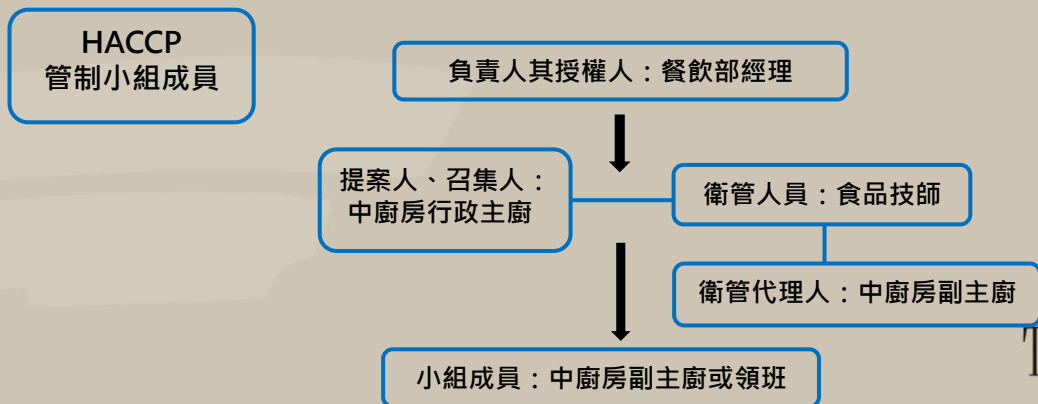 HACCP
管制小組成員
負責人其授權人：餐飲部經理
提案人、召集人：
中廚房行政主廚
衛管人員：食品技師
衛管代理人：中廚房副主廚
小組成員：中廚房副主廚或領班